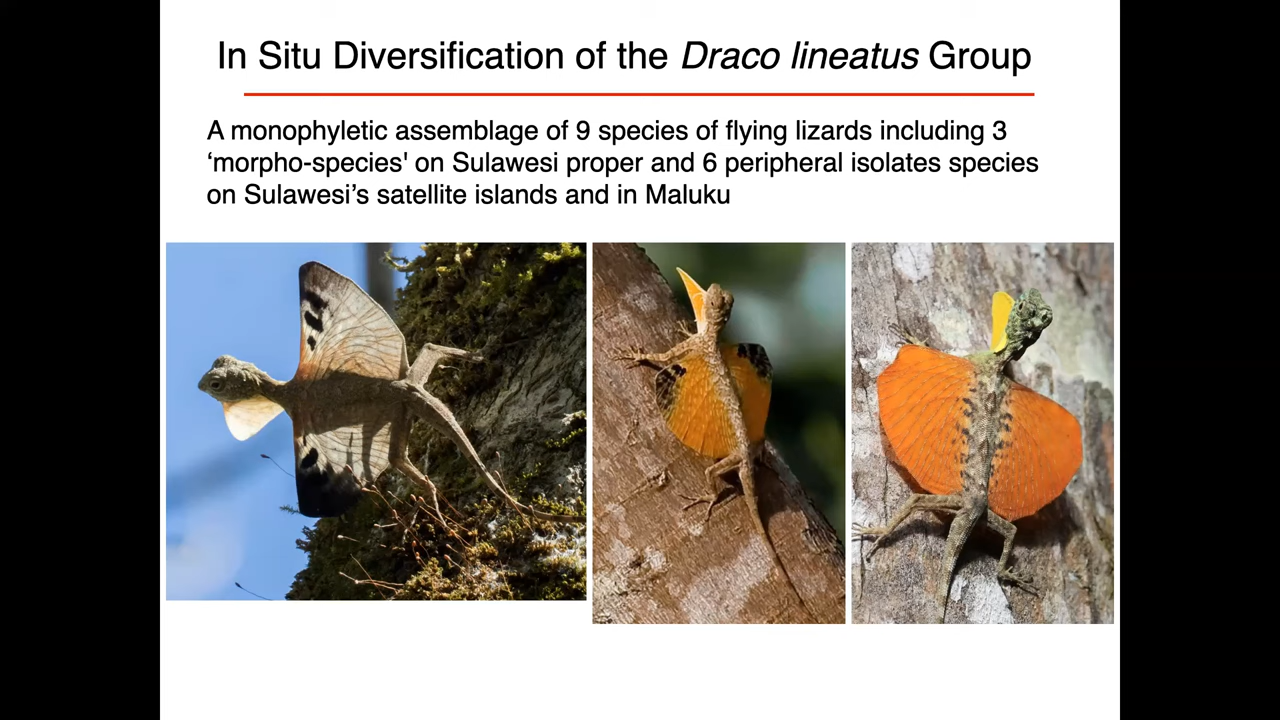 In Situ Diversification of the Draco lineatus Group
A monophyletic assemblage of 9 species of flying lizards including 3
‘morpho-species' on Sulawesi proper and 6 peripheral isolates species
on Sulawesi’s satellite islands and in Maluku